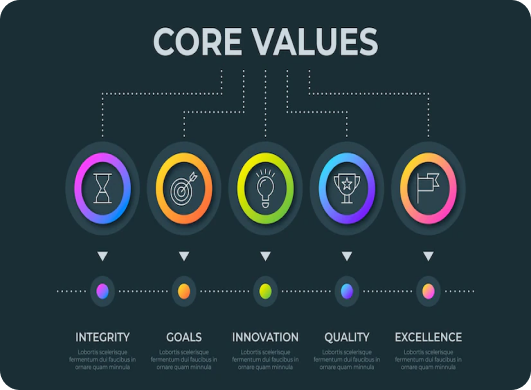 CORE VALUES
INTEGRITY
Lobortis scelerisque
fermentum dui faucibus in
ornare quam minnula
GOALS
Lobortis scelerisque
fermentum dui faucibus in
ornare quam minnula
INNOVATION
Lobortis scelerisque
fermentum dui faucibus in
ornare quam minnula
QUALITY
Lobortis scelerisque
fermentum dui faucibus in
ornare quam minnula
EXCELLENCE
Lobortis scelerisque
fermentum dui faucibus in
ornare quam minnula